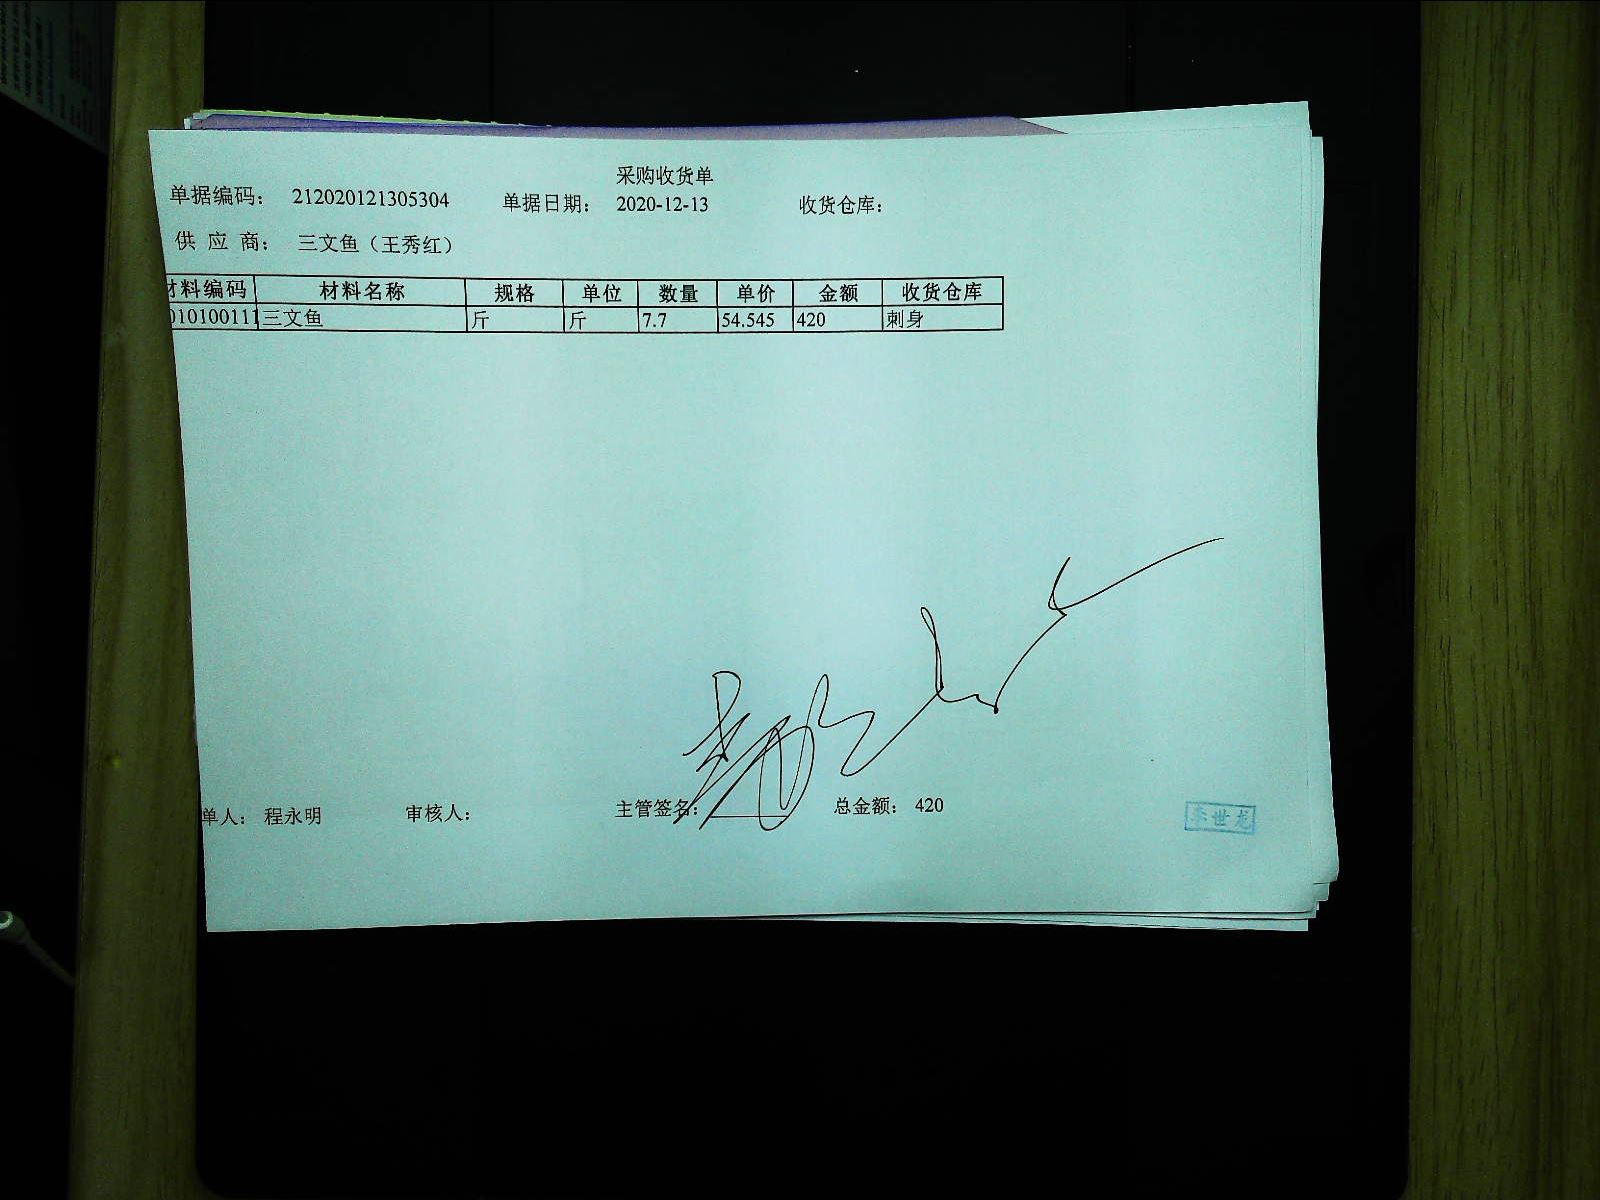 采购收货单
单据编码： 212020121305304 单据日期： 2020-12-13 收货仓库：
供 应 商： 三文鱼（王秀红）
材料编码 材料名称 规格 单位 数量 单价 金额 收货仓库
010100111 三文鱼 斤 斤 7.7 54.545 420 刺身
单人： 程永明 审核人： 主管签名： 总金额： 420
李世龙